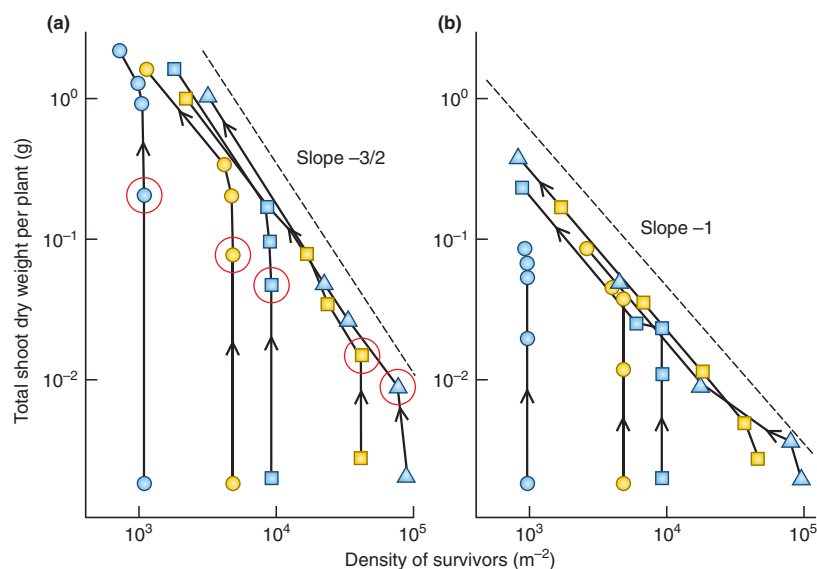 (a)
(b)
Total shoot dry weight per plant (g)
10⁰
10⁻¹
10⁻²
10⁰
10⁻¹
10⁻²
Slope –3/2
Slope –1
10³
10⁴
10⁵
10³
10⁴
10⁵
Density of survivors (m⁻²)